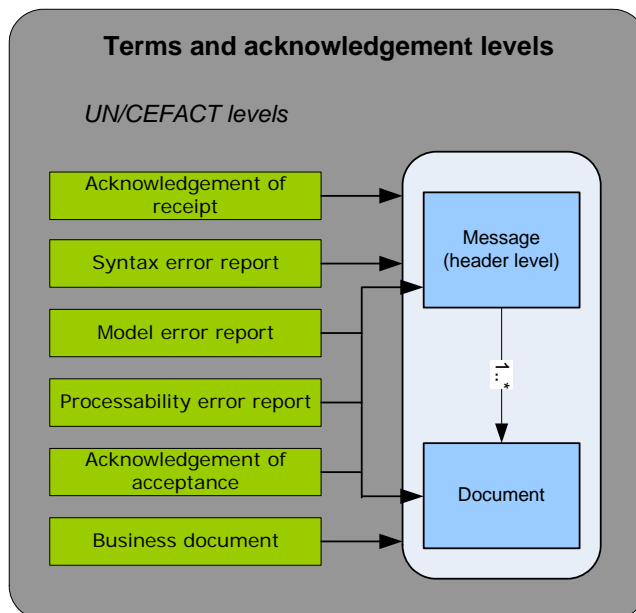 Terms and acknowledgement levels
UN/CEFACT levels
Acknowledgement of
receipt
Syntax error report
Model error report
Processability error report
Acknowledgement of
acceptance
Business document
Message
(header level)
1..*
Document